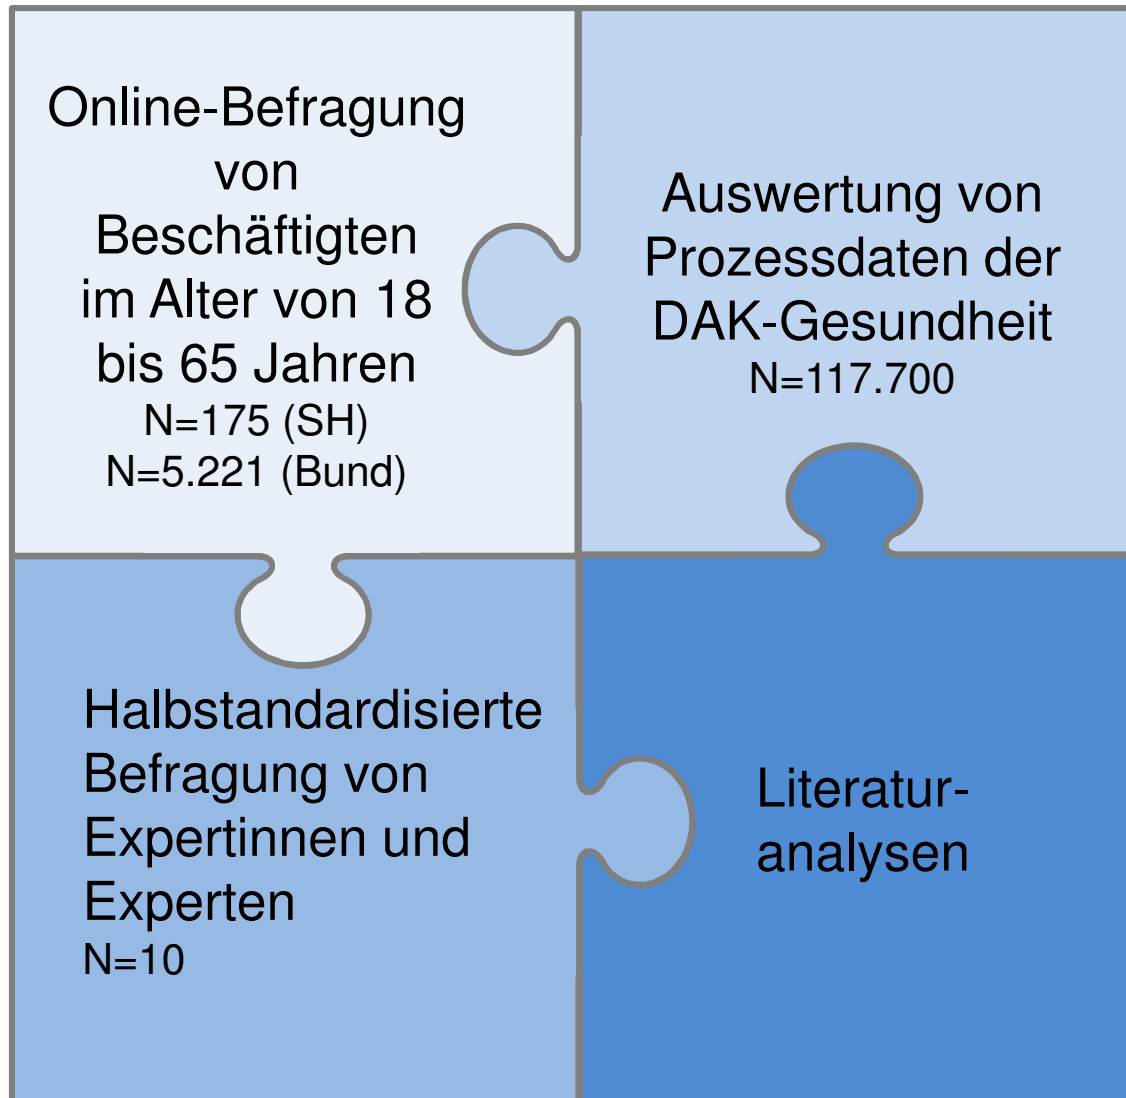 Online-Befragung
von
Beschäftigten
im Alter von 18
bis 65 Jahren
N=175 (SH)
N=5.221 (Bund)
Auswertung von
Prozessdaten der
DAK-Gesundheit
N=117.700
Halbstandardisierte
Befragung von
Expertinnen und
Experten
N=10
Literatur-
analysen